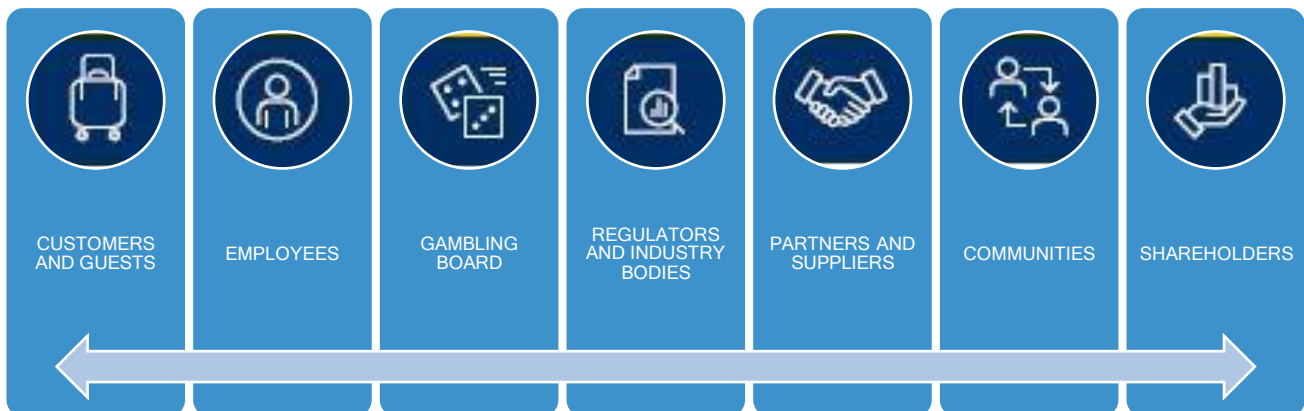 CUSTOMERS
AND GUESTS
EMPLOYEES
GAMBLING
BOARD
REGULATORS
AND INDUSTRY
BODIES
PARTNERS AND
SUPPLIERS
COMMUNITIES
SHAREHOLDERS